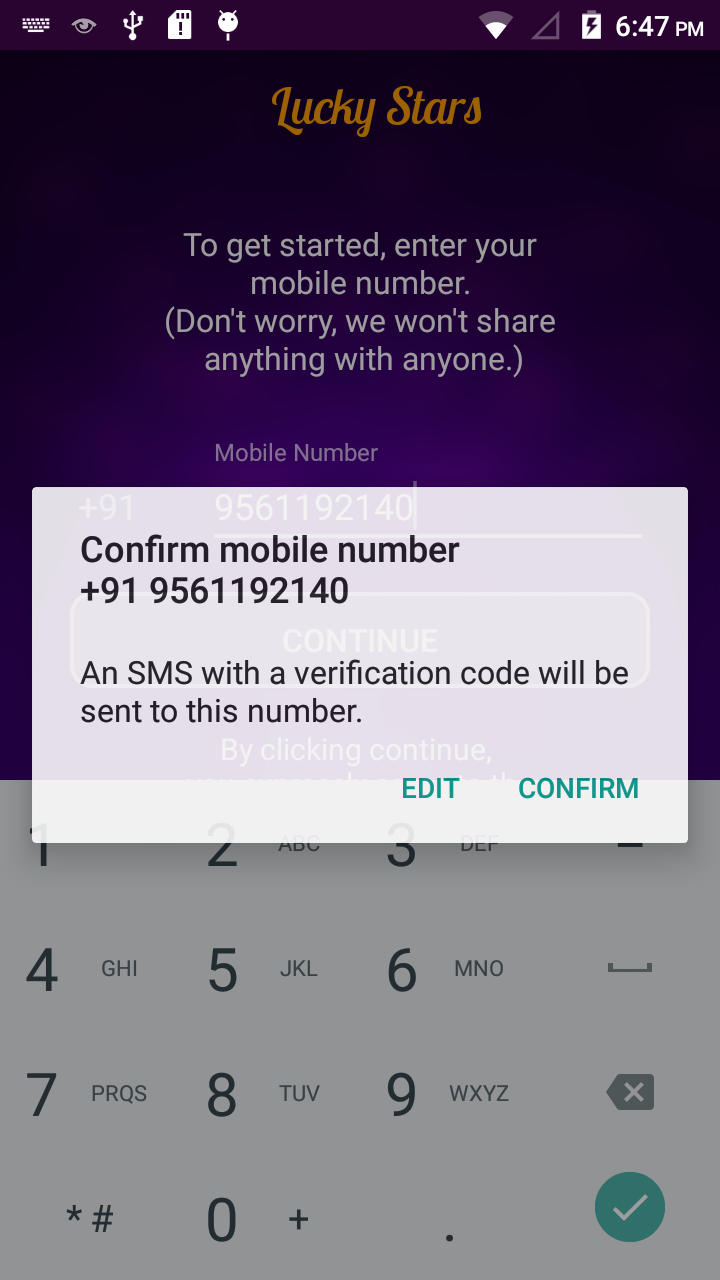 6:47 PM
Lucky Stars
To get started, enter your
mobile number.
(Don't worry, we won't share
anything with anyone.)
Mobile Number
+91 9561192140
Confirm mobile number
+91 9561192140
CONTINUE
An SMS with a verification code will be
sent to this number.
By clicking continue,
EDIT CONFIRM
1 2 ABC 3 DEF -
4 GHI 5 JKL 6 MNO
7 PRQS 8 TUV 9 WXYZ
* # 0 + .